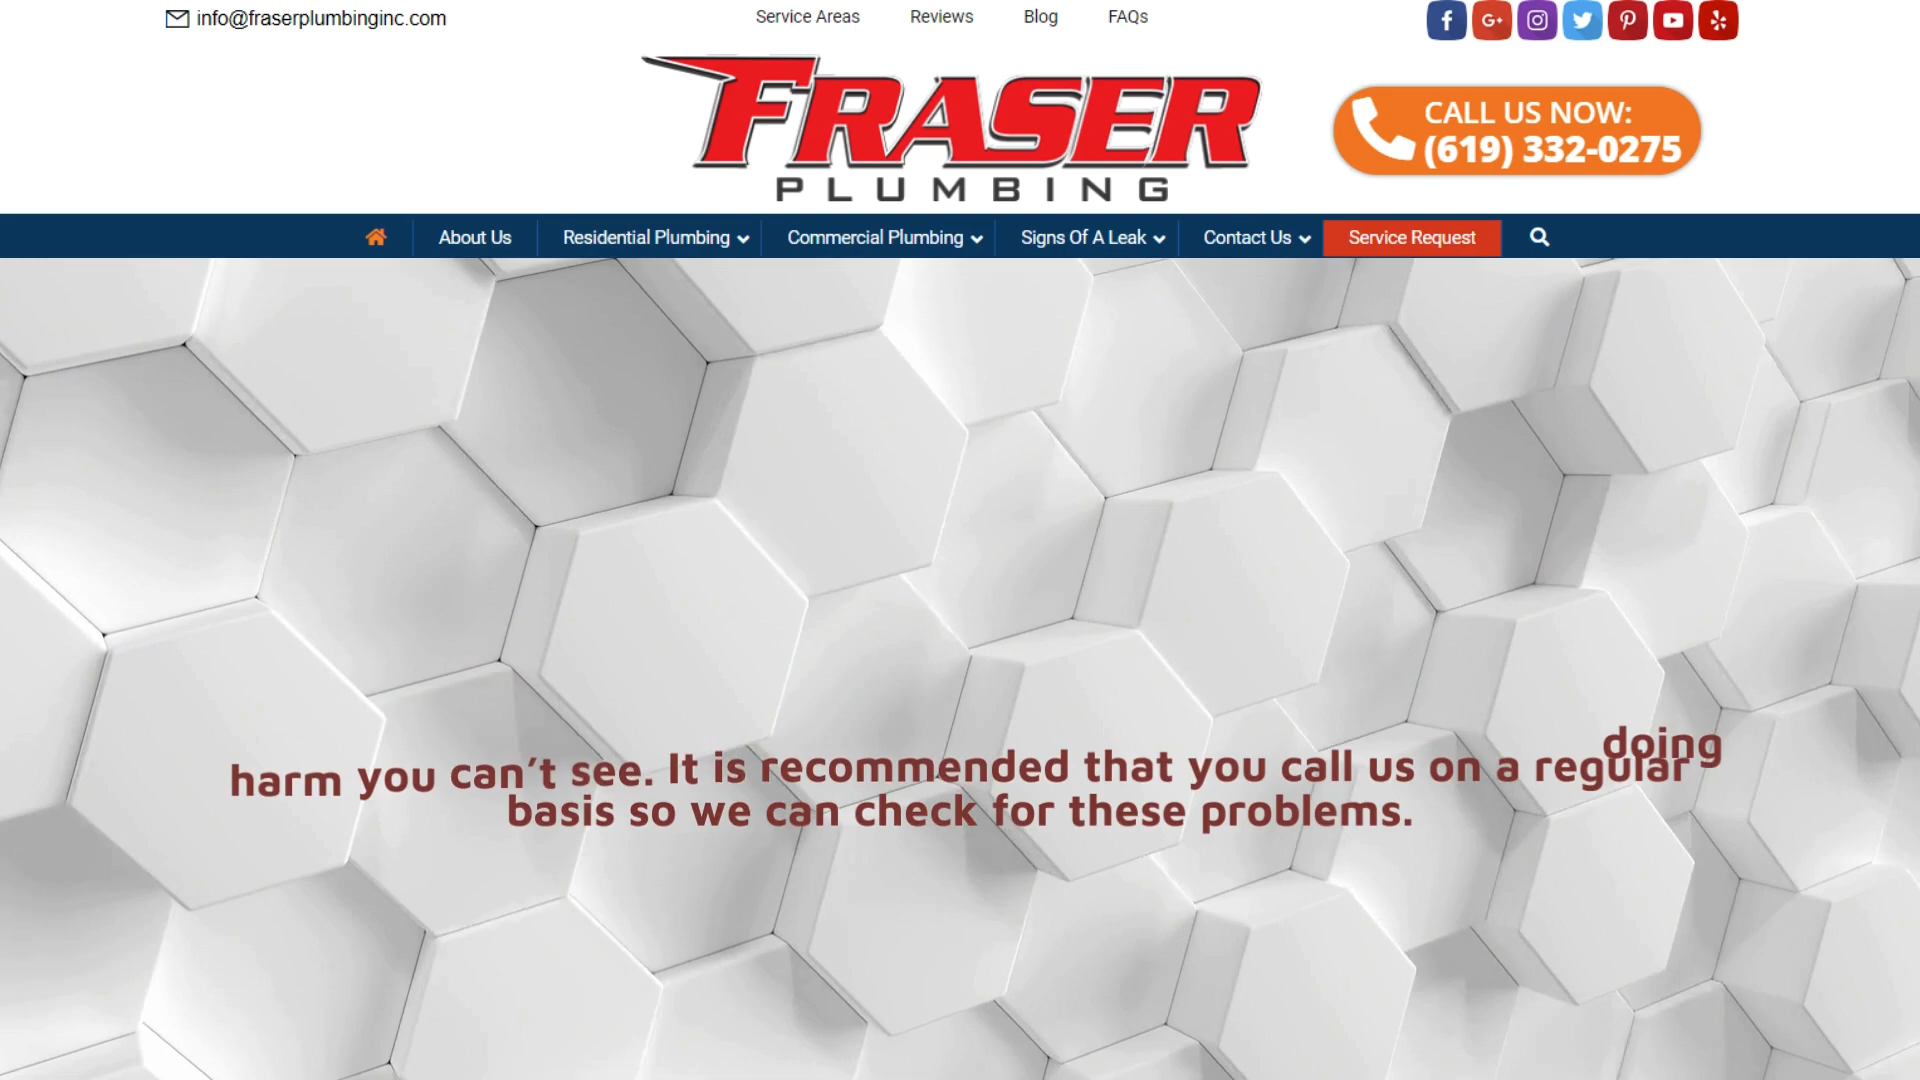 info@fraserplumbinginc.com
Service Areas Reviews Blog FAQs
FRASER
PLUMBING
CALL US NOW:
(619) 332-0275
About Us Residential Plumbing Commercial Plumbing Signs Of A Leak Contact Us Service Request
doing
harm you can’t see. It is recommended that you call us on a regular
basis so we can check for these problems.